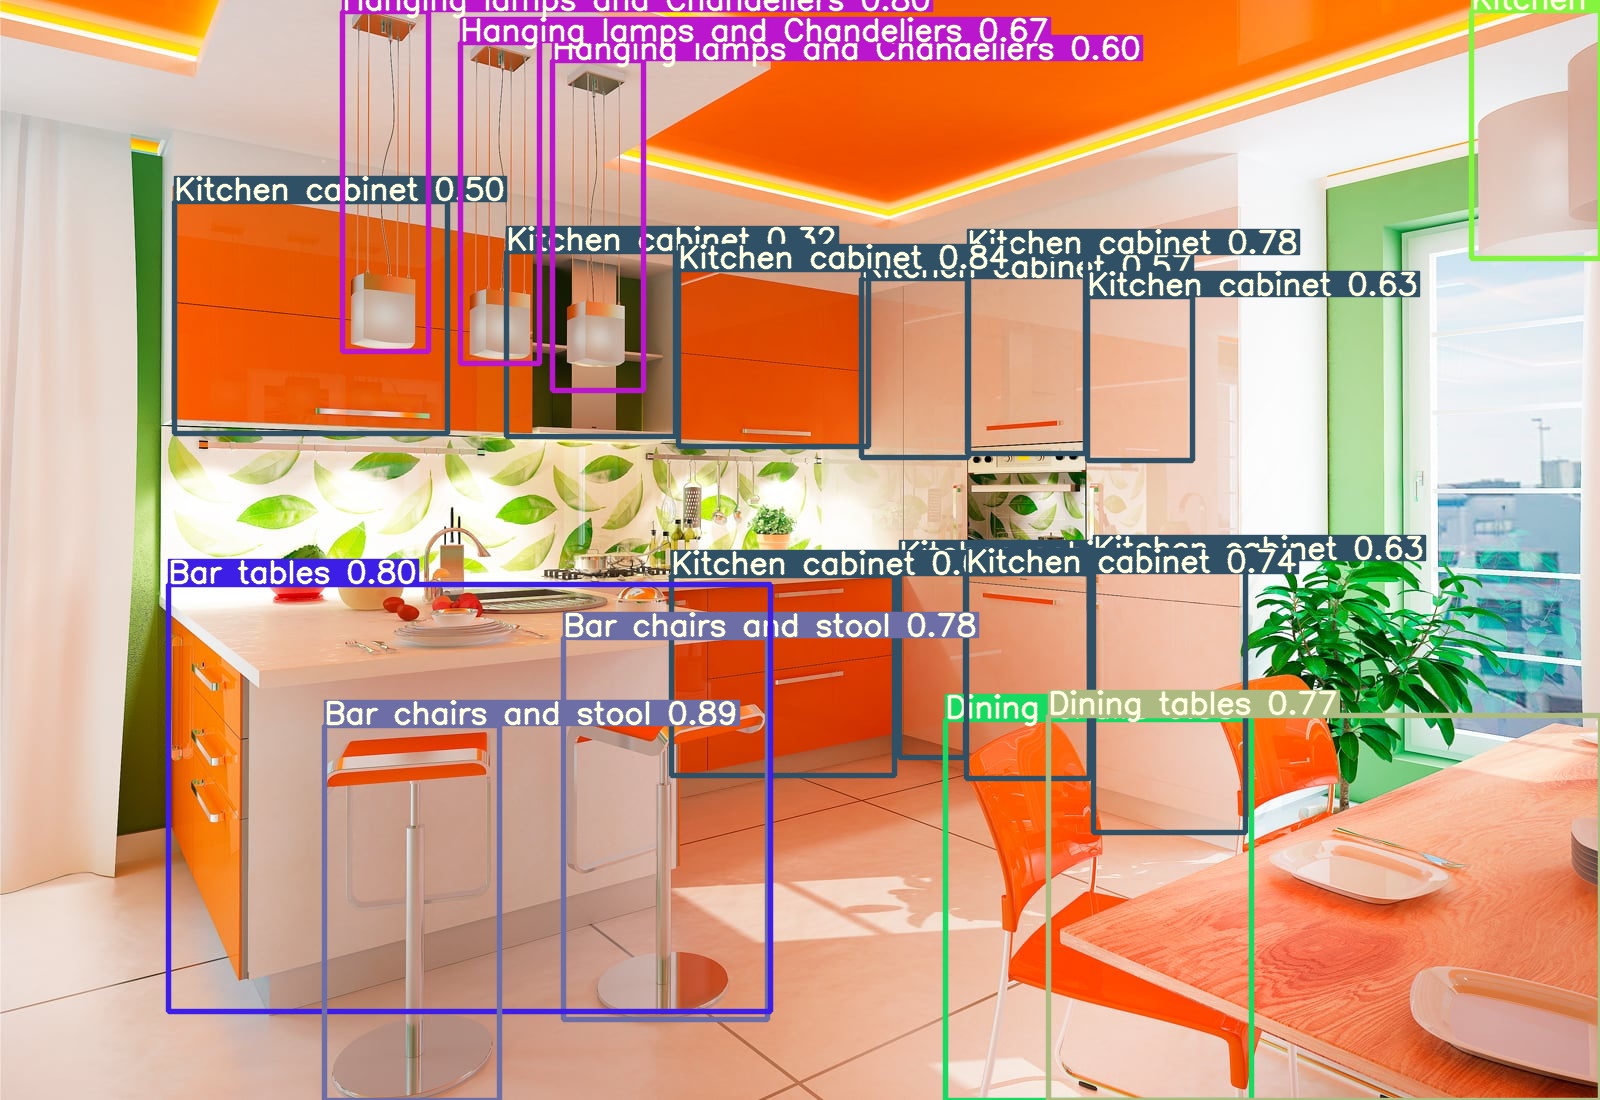 Hanging lamps and Chandeliers 0.80
Kitchen
Hanging lamps and Chandeliers 0.67
Hanging lamps and Chandeliers 0.60
Kitchen cabinet 0.50
Kitchen cabinet 0.32
Kitchen cabinet 0.84
Kitchen cabinet 0.78
Kitchen cabinet 0.57
Kitchen cabinet 0.63
Kitchen cabinet 0.63
Kitchen cabinet 0.
Kitchen cabinet 0.74
Bar tables 0.80
Bar chairs and stool 0.78
Bar chairs and stool 0.89
Dining
Dining tables 0.77